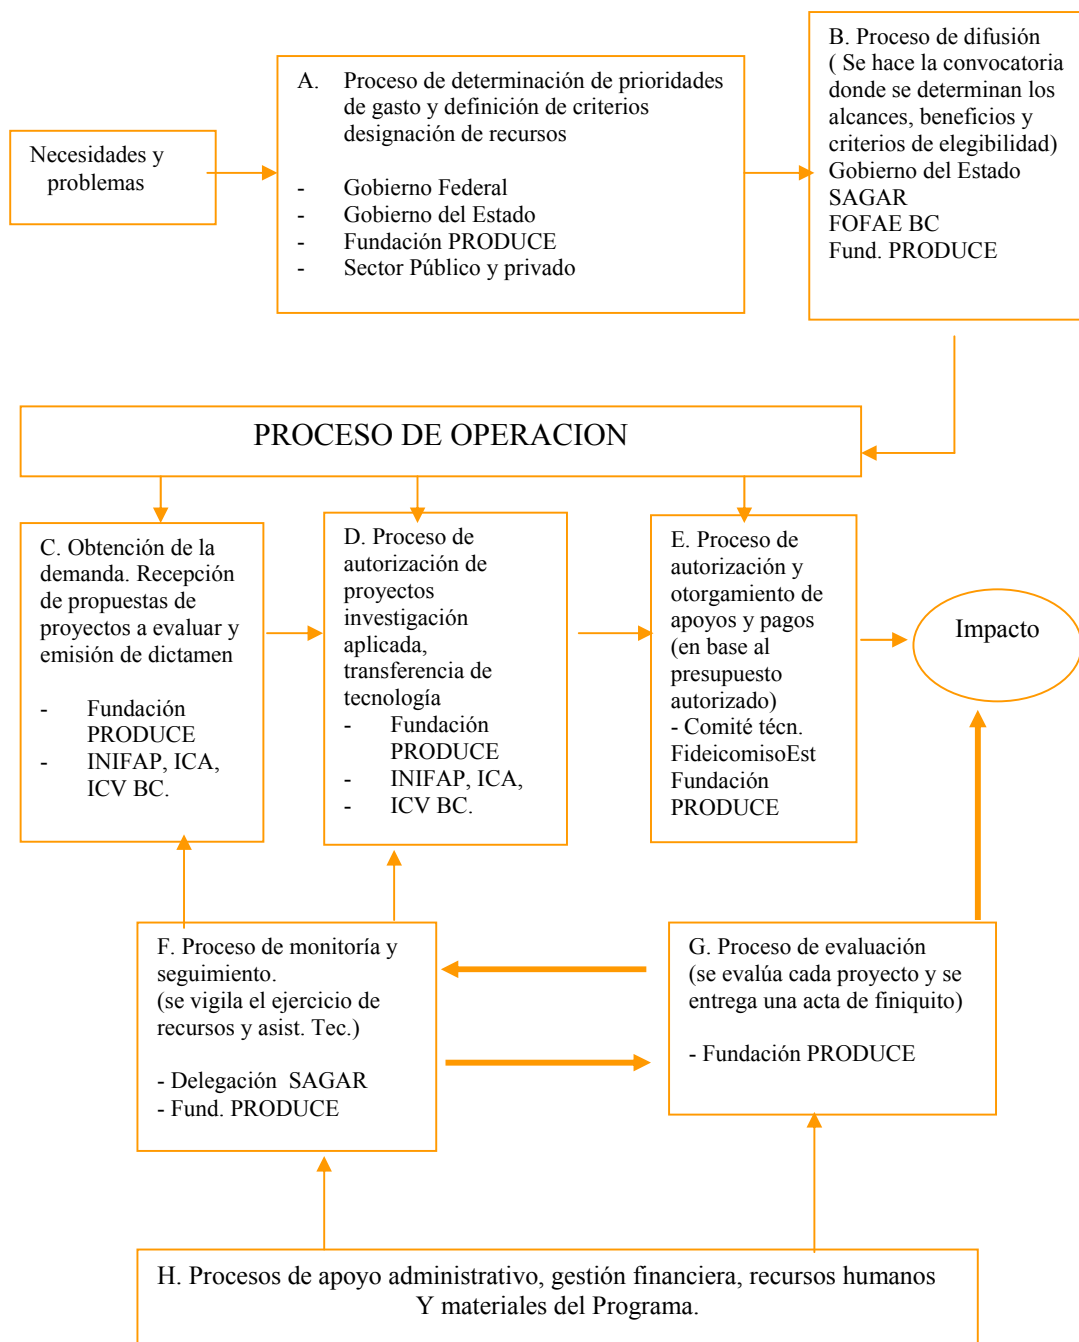 Necesidades y
problemas
A. Proceso de determinación de prioridades
de gasto y definición de criterios
designación de recursos
- Gobierno Federal
- Gobierno del Estado
- Fundación PRODUCE
- Sector Público y privado
B. Proceso de difusión
( Se hace la convocatoria
donde se determinan los
alcances, beneficios y
criterios de elegibilidad)
Gobierno del Estado
SAGAR
FOFAE BC
Fund. PRODUCE
PROCESO DE OPERACION
C. Obtención de la
demanda. Recepción
de propuestas de
proyectos a evaluar y
emisión de dictamen
- Fundación
PRODUCE
- INIFAP, ICA,
ICV BC.
D. Proceso de
autorización de
proyectos
investigación
aplicada,
transferencia de
tecnología
- Fundación
PRODUCE
- INIFAP, ICA,
- ICV BC.
E. Proceso de
autorización y
otorgamiento de
apoyos y pagos
(en base al
presupuesto
autorizado)
- Comité técn.
FideicomisoEst
Fundación
PRODUCE
Impacto
F. Proceso de monitoría y
seguimiento.
(se vigila el ejercicio de
recursos y asist. Tec.)
- Delegación SAGAR
- Fund. PRODUCE
G. Proceso de evaluación
(se evalúa cada proyecto y se
entrega una acta de finiquito)
- Fundación PRODUCE
H. Procesos de apoyo administrativo, gestión financiera, recursos humanos
Y materiales del Programa.